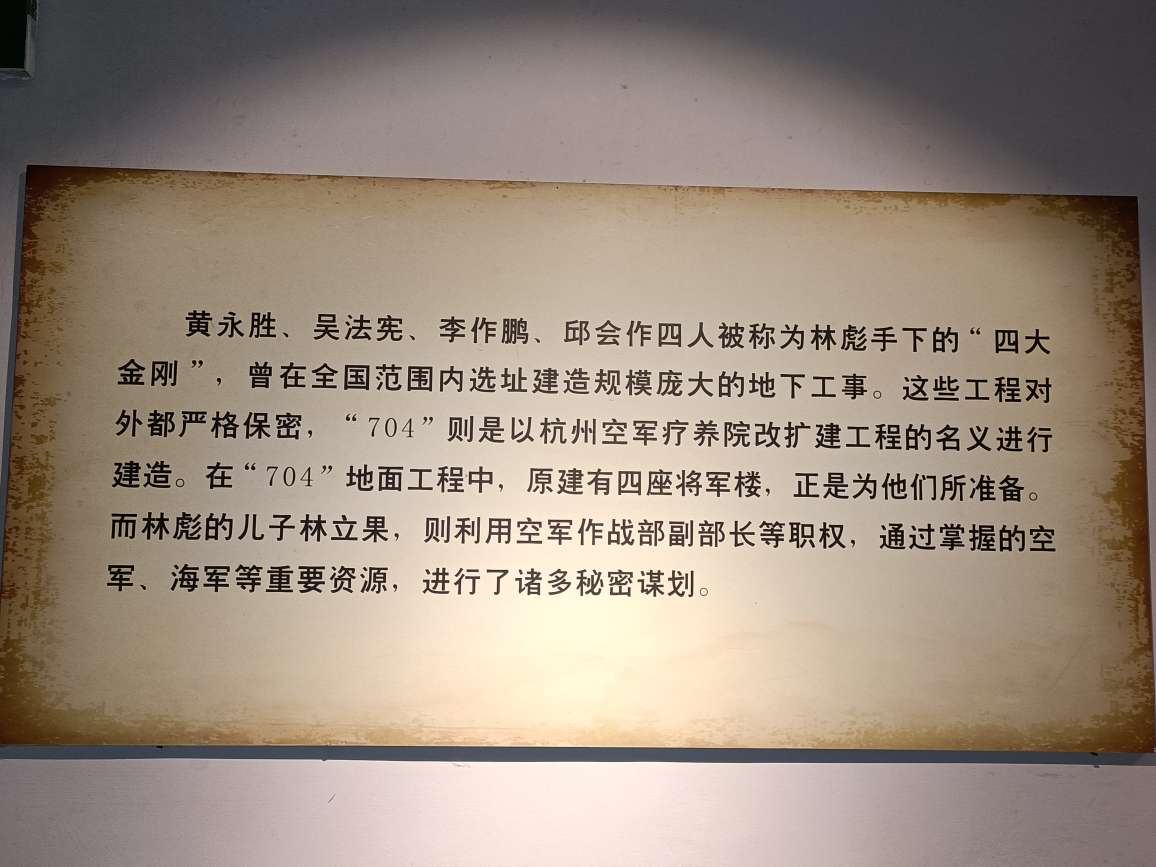 黄永胜、吴法宪、李作鹏、邱会作四人被称为林彪手下的“四大
金刚”，曾在全国范围内选址建造规模庞大的地下工事。这些工程对
外都严格保密，“704”则是以杭州空军疗养院改扩建工程的名义进行
建造。在“704”地面工程中，原建有四座将军楼，正是为他们所准备。
而林彪的儿子林立果，则利用空军作战部副部长等职权，通过掌握的空
军、海军等重要资源，进行了诸多秘密谋划。